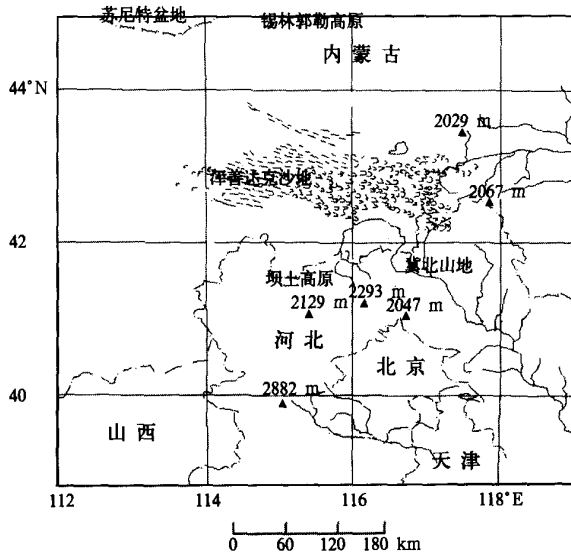 苏尼特盆地
锡林郭勒高原
内蒙古
44°N
2029 m
浑善达克沙地
2067 m
42
坝上高原
冀北山地
2129 m
2293 m
2047 m
河北
北京
40
2882 m
山西
天津
112
114
116
118°E
0 60 120 180 km